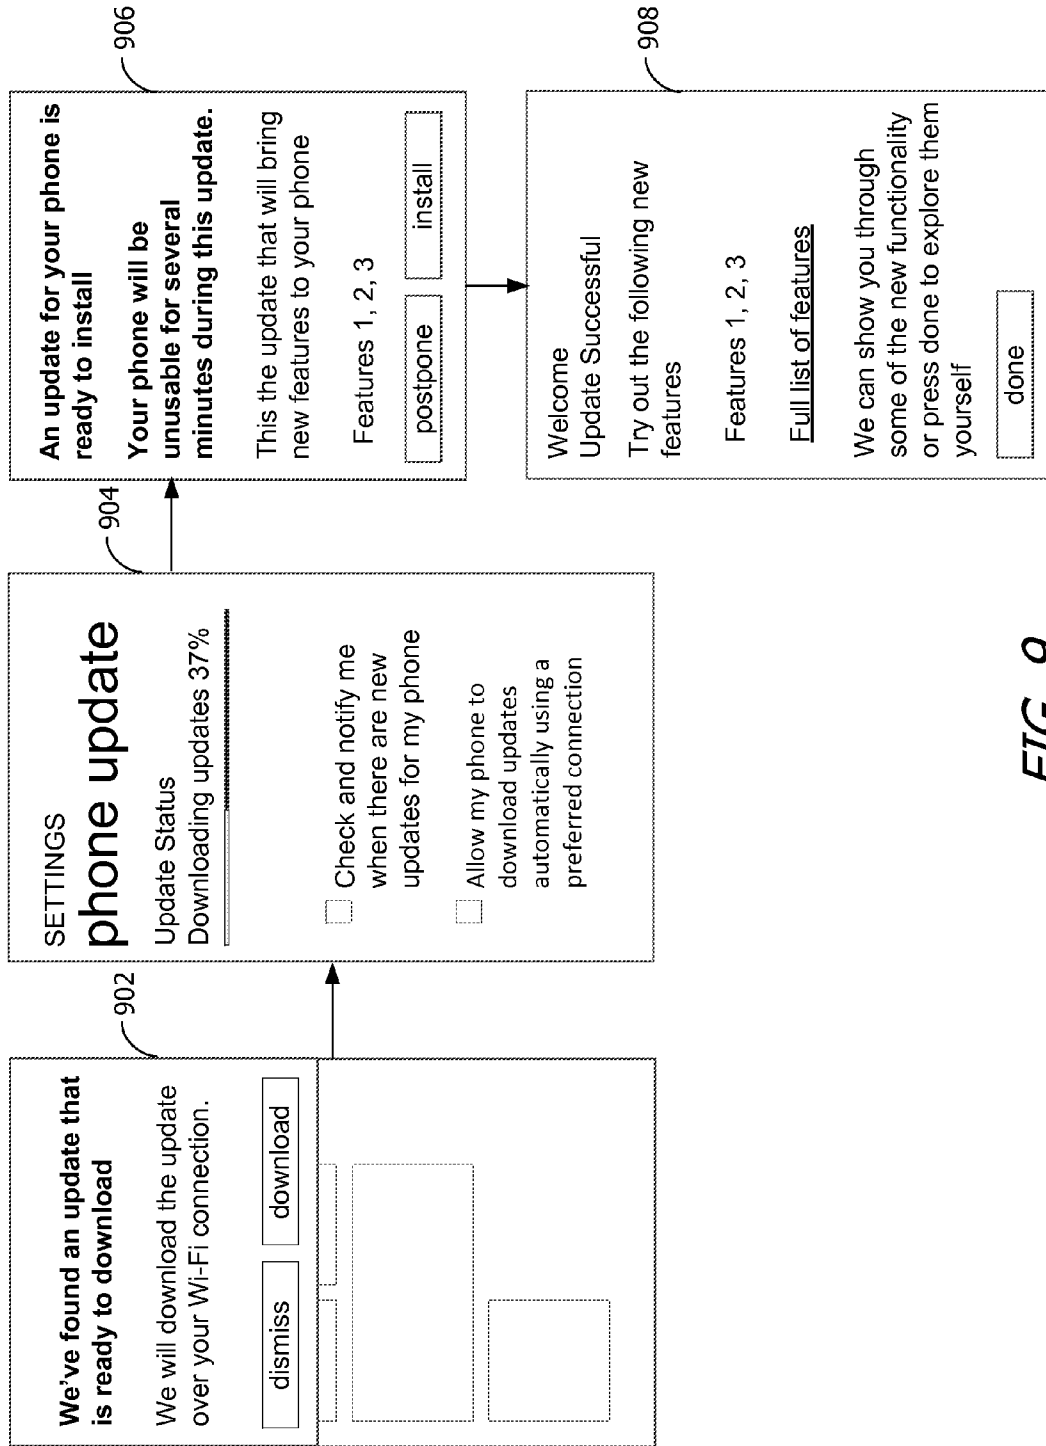 902
We've found an update that
is ready to download
We will download the update
over your Wi-Fi connection.
dismiss
download
904
SETTINGS
phone update
Update Status
Downloading updates 37%
Check and notify me
when there are new
updates for my phone
Allow my phone to
download updates
automatically using a
preferred connection
906
An update for your phone is
ready to install
Your phone will be
unusable for several
minutes during this update.
This the update that will bring
new features to your phone
Features 1, 2, 3
postpone
install
908
Welcome
Update Successful
Try out the following new
features
Features 1, 2, 3
Full list of features
We can show you through
some of the new functionality
or press done to explore them
yourself
done
FIG. 9